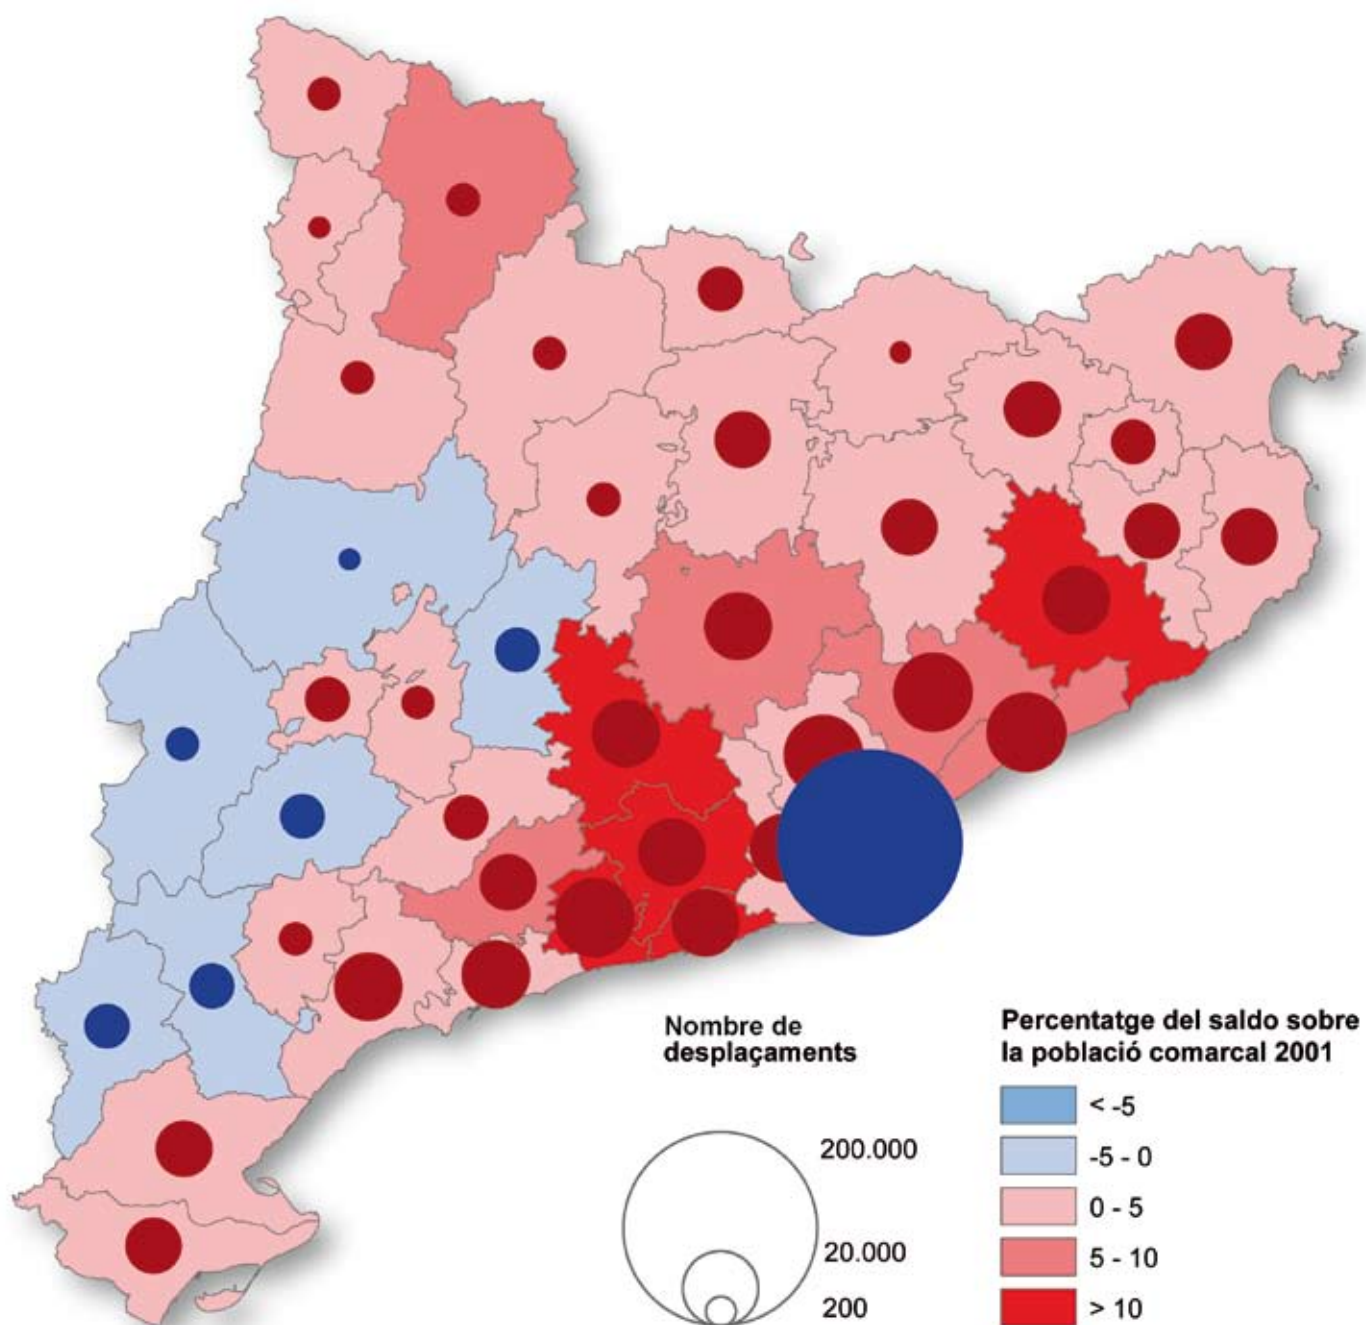 Nombre de
desplaçaments
200.000
20.000
200
Percentatge del saldo sobre
la població comarcal 2001
< -5
-5 - 0
0 - 5
5 - 10
> 10